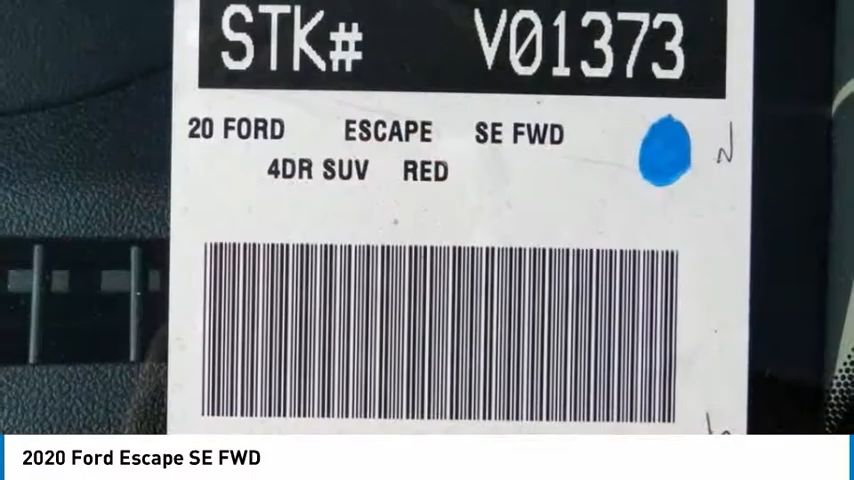 STK# V01373
20 FORD ESCAPE SE FWD
4DR SUV RED
N
2020 Ford Escape SE FWD